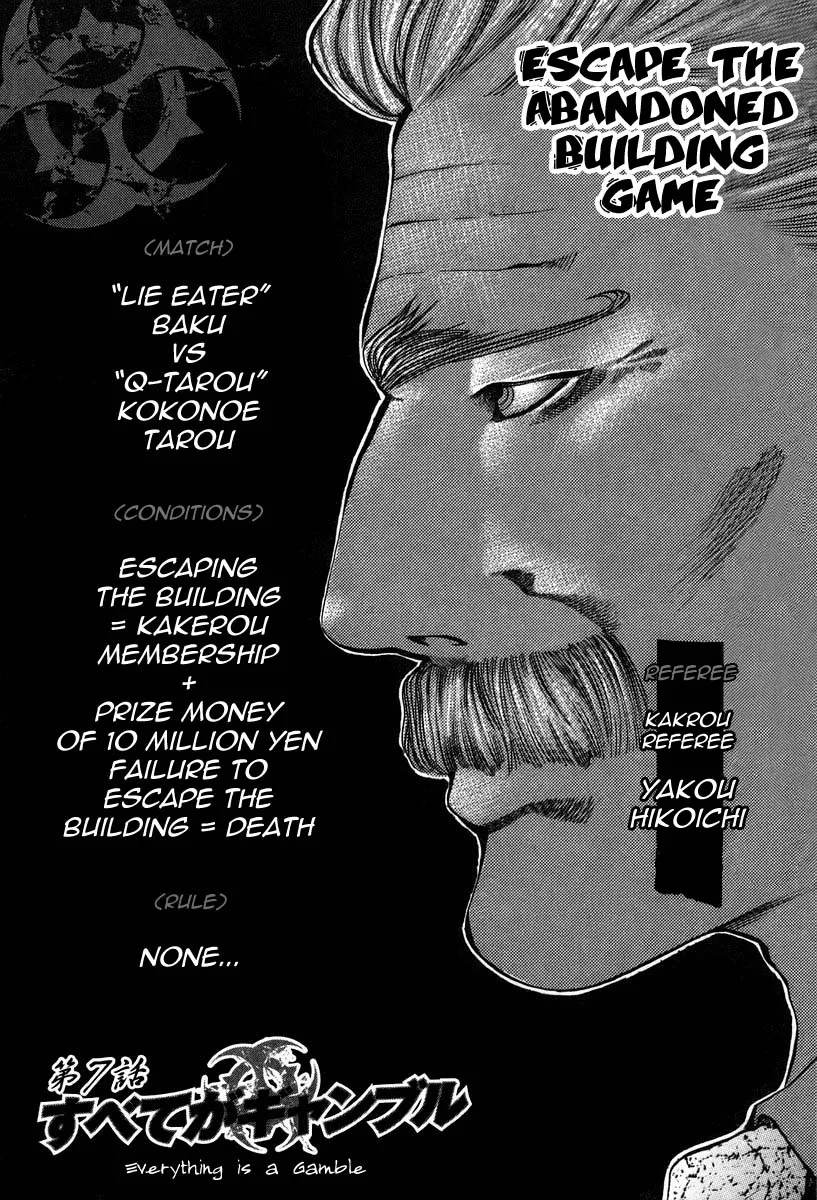 ESCAPE THE
ABANDONED
BUILDING
GAME
(MATCH)
"LIE EATER"
BAKU
VS
"Q-TAROU"
KOKONOE
TAROU
(CONDITIONS)
ESCAPING
THE BUILDING
= KAKEROU
MEMBERSHIP
+
PRIZE MONEY
OF 10 MILLION YEN
FAILURE TO
ESCAPE THE
BUILDING = DEATH
(RULE)
NONE...
REFEREE
KAKROU
REFEREE
YAKOU
HIKOICHI
第7話
すべてがギャンブル
Everything is a Gamble